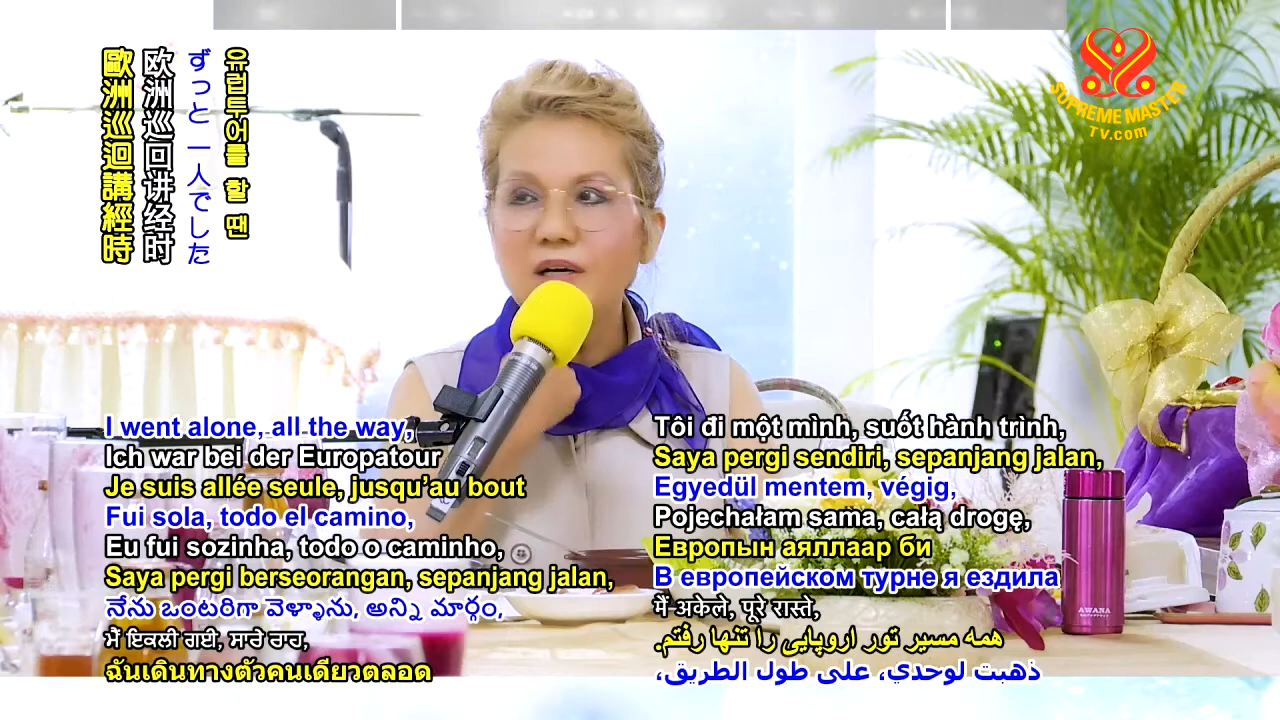 歐洲巡迴講經時
欧洲巡回讲经时
ずっと 一人でした
유럽투어를 할 땐
SUPREME MASTER
TV.com
I went alone, all the way,
Ich war bei der Europatour
Je suis allée seule, jusqu’au bout
Fui sola, todo el camino,
Eu fui sozinha, todo o caminho,
Saya pergi berseorangan, sepanjang jalan,
నేను ఒంటరిగా వెళ్ళాను, అన్ని మార్గం,
ਮੈਂ ਇਕਲੀ ਗਈ, ਸਾਰੇ ਰਾਹ,
ฉันเดินทางตัวคนเดียวตลอด
Tôi đi một mình, suốt hành trình,
Saya pergi sendiri, sepanjang jalan,
Egyedül mentem, végig,
Pojechałam sama, całą drogę,
Европын аяллаар би
В европейском турне я ездила
मैं अकेले, पूरे रास्ते,
همه مسیر تور اروپایی را تنها رفتم.
ذهبت لوحدي، على طول الطريق،
AWANA